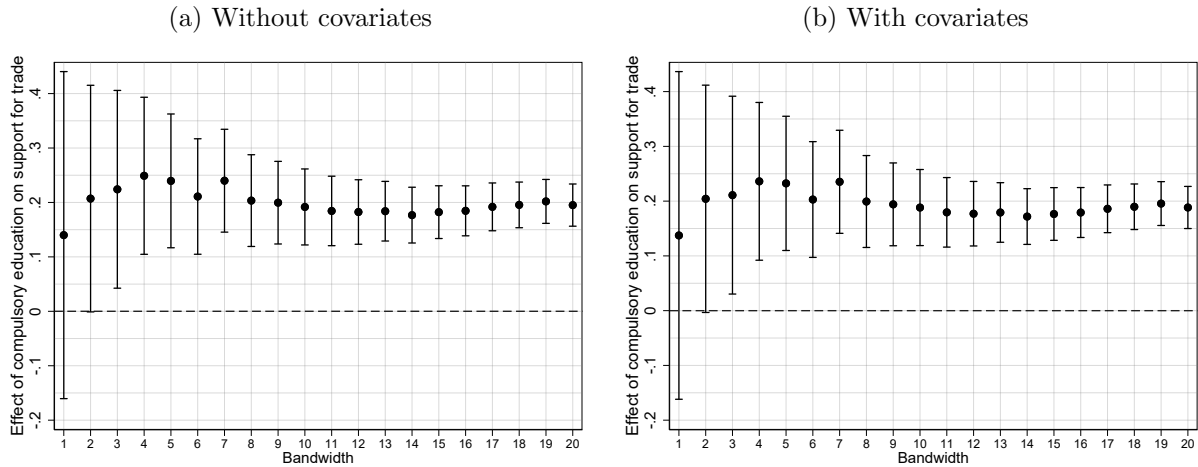 (a) Without covariates
Effect of compulsory education on support for trade
.4
.3
.2
.1
0
-.1
-.2
1 2 3 4 5 6 7 8 9 10 11 12 13 14 15 16 17 18 19 20
Bandwidth
(b) With covariates
Effect of compulsory education on support for trade
.4
.3
.2
.1
0
-.1
-.2
1 2 3 4 5 6 7 8 9 10 11 12 13 14 15 16 17 18 19 20
Bandwidth